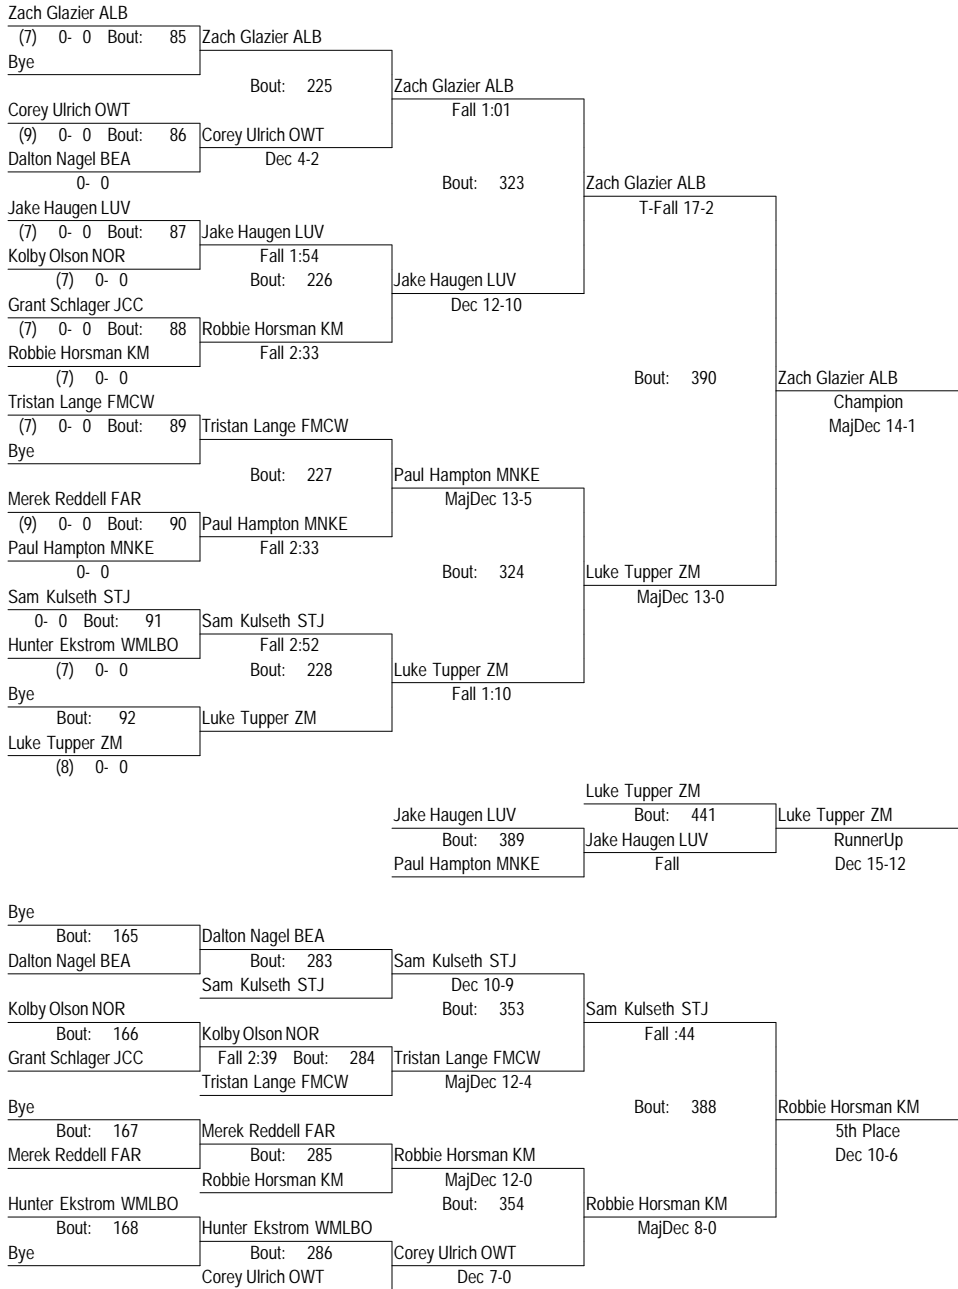 Zach Glazier ALB
(7) 0- 0 Bout: 85 Zach Glazier ALB
Bye
Bout: 225 Zach Glazier ALB
Corey Ulrich OWT Fall 1:01
(9) 0- 0 Bout: 86 Corey Ulrich OWT
Dalton Nagel BEA Dec 4-2
0- 0 Bout: 323 Zach Glazier ALB
Jake Haugen LUV T-Fall 17-2
(7) 0- 0 Bout: 87 Jake Haugen LUV
Kolby Olson NOR Fall 1:54
(7) 0- 0 Bout: 226 Jake Haugen LUV
Grant Schlager JCC Dec 12-10
(7) 0- 0 Bout: 88 Robbie Horsman KM
Robbie Horsman KM Fall 2:33
(7) 0- 0 Bout: 390 Zach Glazier ALB
Tristan Lange FMCW Champion
(7) 0- 0 Bout: 89 Tristan Lange FMCW MajDec 14-1
Bye
Bout: 227 Paul Hampton MNKE
Merek Reddell FAR MajDec 13-5
(9) 0- 0 Bout: 90 Paul Hampton MNKE
Paul Hampton MNKE Fall 2:33
0- 0 Bout: 324 Luke Tupper ZM
Sam Kulseth STJ MajDec 13-0
0- 0 Bout: 91 Sam Kulseth STJ
Hunter Ekstrom WMLBO Fall 2:52
(7) 0- 0 Bout: 228 Luke Tupper ZM
Bye Fall 1:10
Bout: 92 Luke Tupper ZM
Luke Tupper ZM
(8) 0- 0
Luke Tupper ZM
Jake Haugen LUV Bout: 441 Luke Tupper ZM
Bout: 389 Jake Haugen LUV RunnerUp
Paul Hampton MNKE Fall Dec 15-12
Bye
Bout: 165 Dalton Nagel BEA
Dalton Nagel BEA Bout: 283 Sam Kulseth STJ
Sam Kulseth STJ Dec 10-9
Kolby Olson NOR Bout: 353 Sam Kulseth STJ
Bout: 166 Kolby Olson NOR Fall :44
Grant Schlager JCC Fall 2:39 Bout: 284 Tristan Lange FMCW
Tristan Lange FMCW MajDec 12-4
Bye Bout: 388 Robbie Horsman KM
Bout: 167 Merek Reddell FAR 5th Place
Merek Reddell FAR Bout: 285 Robbie Horsman KM Dec 10-6
Robbie Horsman KM MajDec 12-0
Hunter Ekstrom WMLBO Bout: 354 Robbie Horsman KM
Bout: 168 Hunter Ekstrom WMLBO MajDec 8-0
Bye Bout: 286 Corey Ulrich OWT
Corey Ulrich OWT Dec 7-0